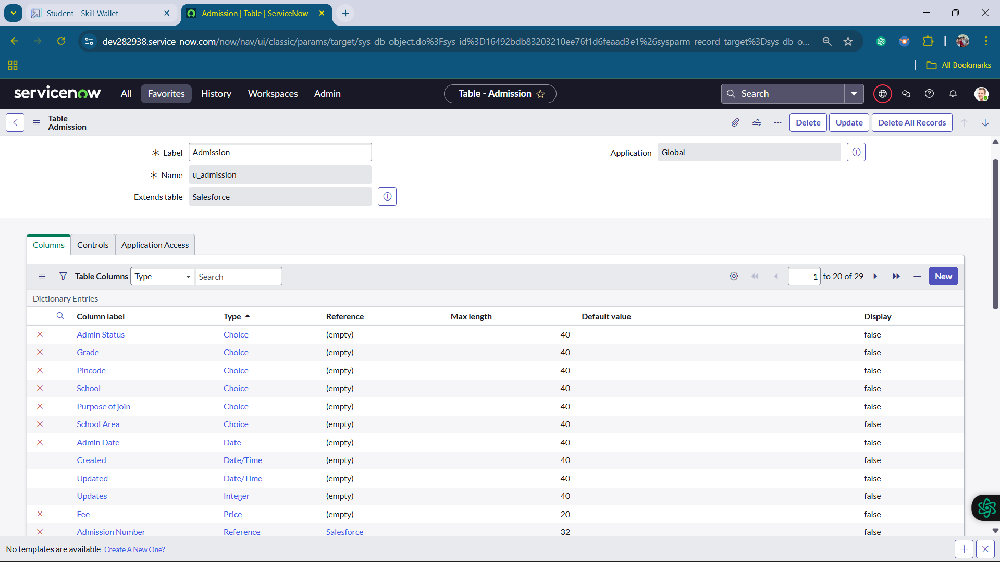 Student - Skill Wallet
Admission | Table | ServiceNow
dev282938.service-now.com/now/nav/ui/classic/params/target/sys_db_object.do%3Fsys_id%3D16492bdb83203210ee76f1d6feaad3e1%26sysparm_record_target%3Dsys_db_o...
All Bookmarks
servicenow All Favorites History Workspaces Admin Table - Admission Search
Table
Admission
Delete Update Delete All Records
Label Admission Application Global
Name u_admission
Extends table Salesforce
Columns Controls Application Access
Table Columns Type Search 1 to 20 of 29 New
Dictionary Entries
Column label Type Reference Max length Default value Display
Admin Status Choice (empty) 40 false
Grade Choice (empty) 40 false
Pincode Choice (empty) 40 false
School Choice (empty) 40 false
Purpose of join Choice (empty) 40 false
School Area Choice (empty) 40 false
Admin Date Date (empty) 40 false
Created Date/Time (empty) 40 false
Updated Date/Time (empty) 40 false
Updates Integer (empty) 40 false
Fee Price (empty) 20 false
Admission Number Reference Salesforce 32 false
No templates are available Create A New One?